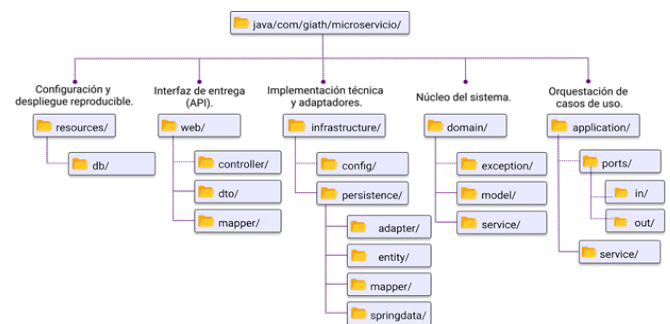 java/com/giath/microservicio/
Configuración y
despliegue reproducible.
resources/
db/
Interfaz de entrega
(API).
web/
controller/
dto/
mapper/
Implementación técnica
y adaptadores.
infrastructure/
config/
persistence/
adapter/
entity/
mapper/
springdata/
Núcleo del sistema.
domain/
exception/
model/
service/
Orquestación de
casos de uso.
application/
ports/
in/
out/
service/